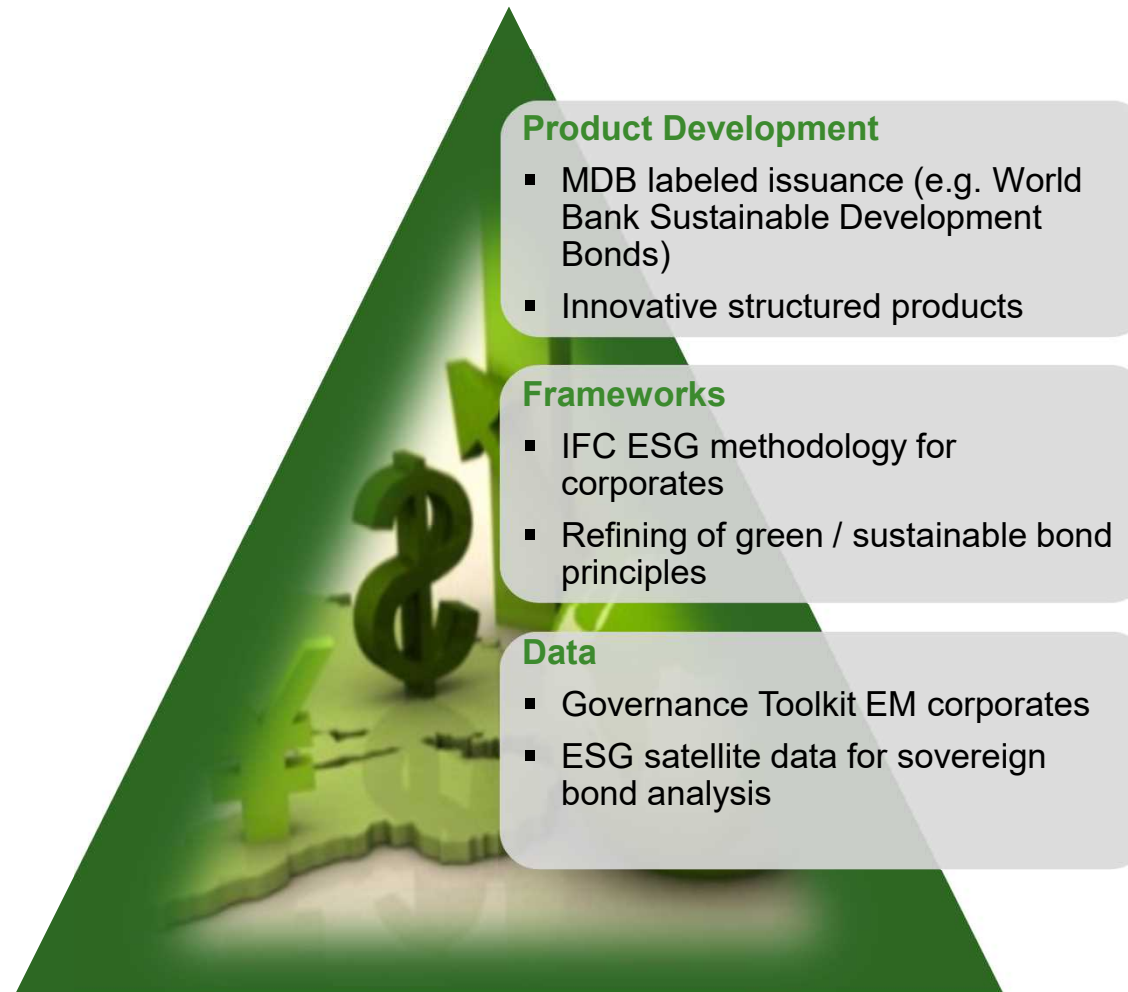 Product Development
▪ MDB labeled issuance (e.g. World
Bank Sustainable Development
Bonds)
▪ Innovative structured products
Frameworks
▪ IFC ESG methodology for
corporates
▪ Refining of green / sustainable bond
principles
Data
▪ Governance Toolkit EM corporates
▪ ESG satellite data for sovereign
bond analysis